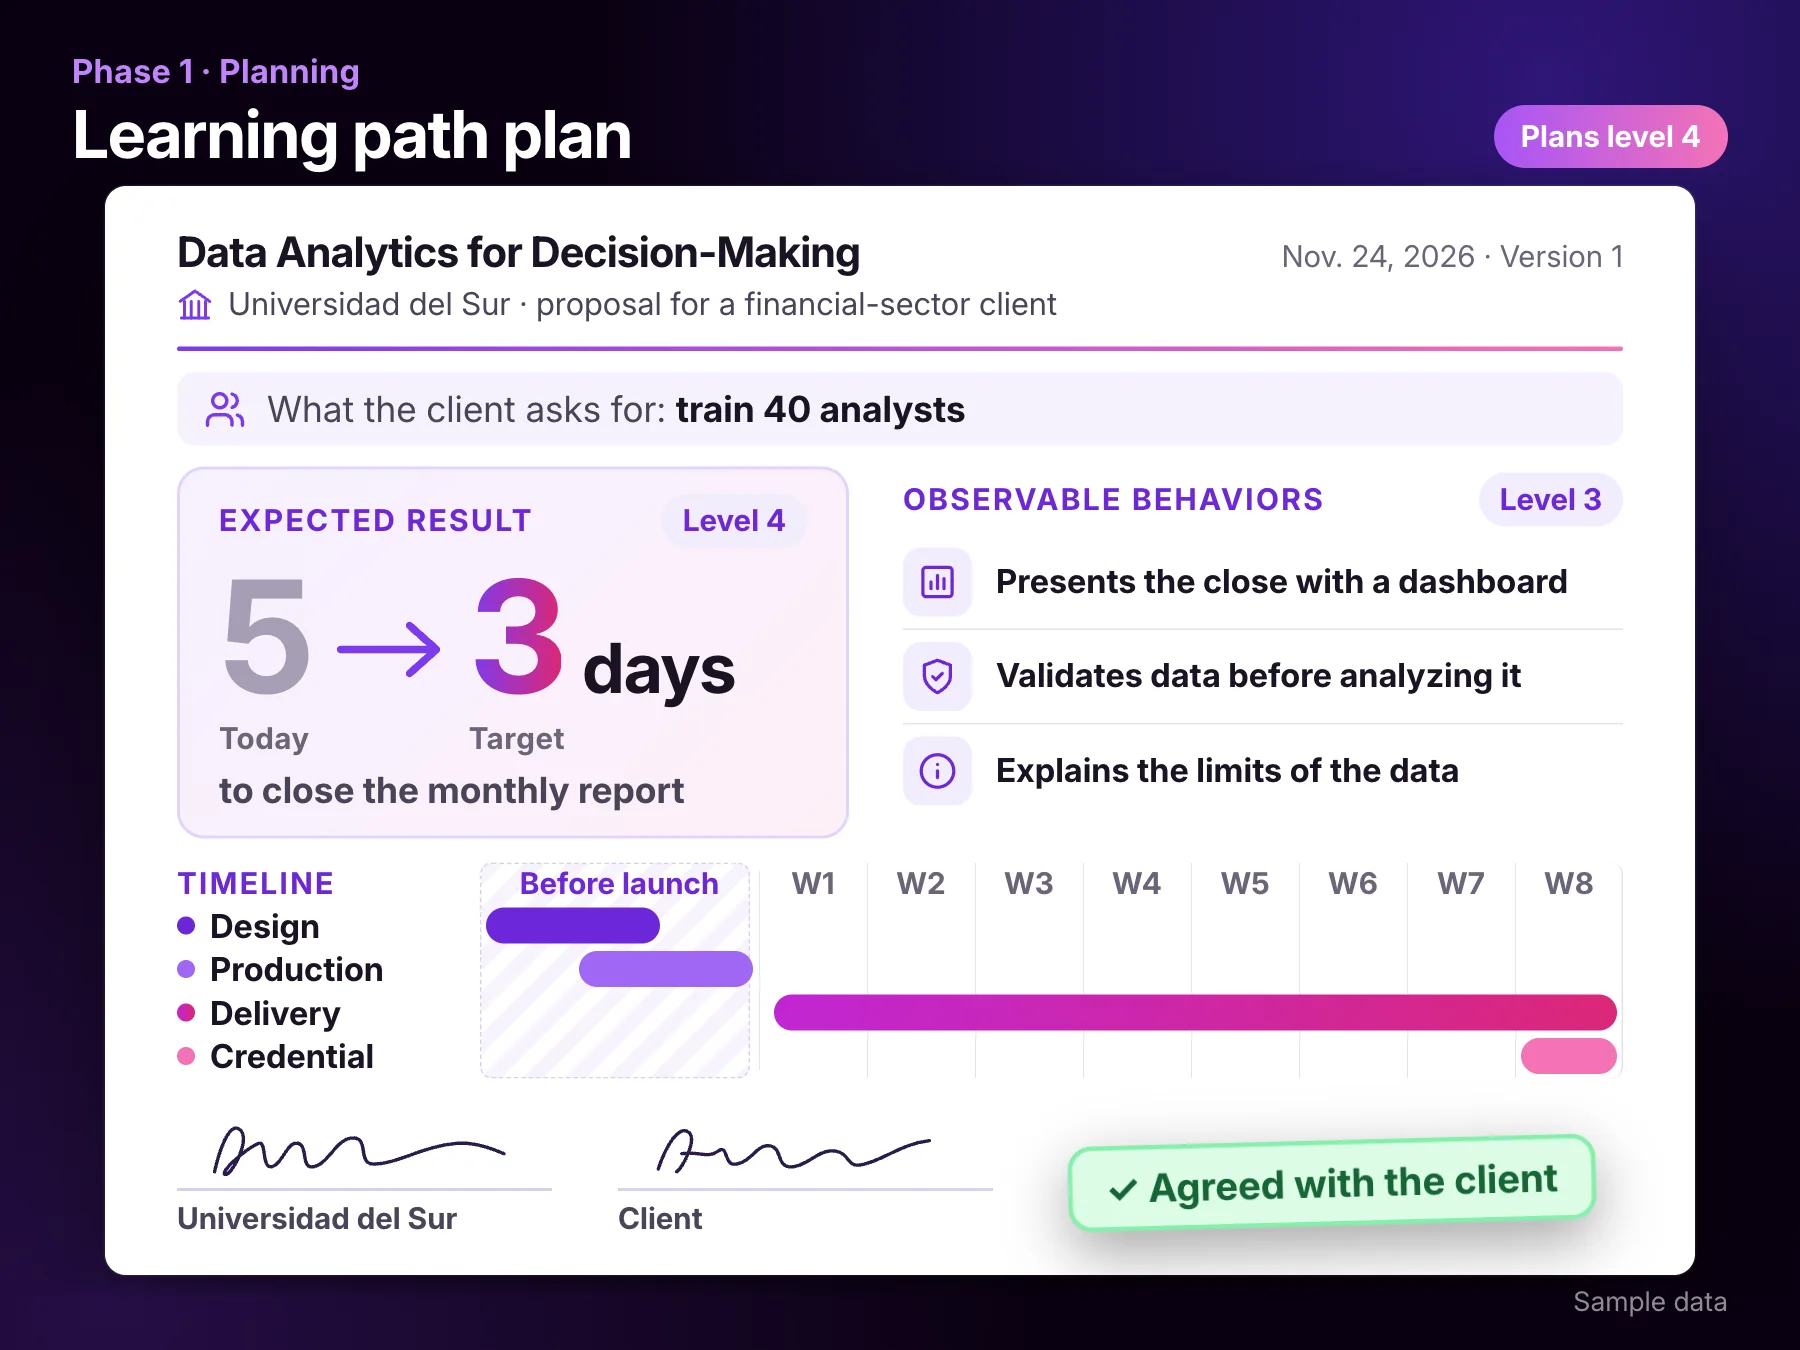 Phase 1 · Planning
Learning path plan
Plans level 4
Data Analytics for Decision-Making
Nov. 24, 2026 · Version 1
Universidad del Sur · proposal for a financial-sector client
What the client asks for: train 40 analysts
EXPECTED RESULT
Level 4
5 → 3 days
Today
Target
to close the monthly report
OBSERVABLE BEHAVIORS
Level 3
Presents the close with a dashboard
Validates data before analyzing it
Explains the limits of the data
TIMELINE
Before launch
W1 W2 W3 W4 W5 W6 W7 W8
Design
Production
Delivery
Credential
Universidad del Sur
Client
✓ Agreed with the client
Sample data